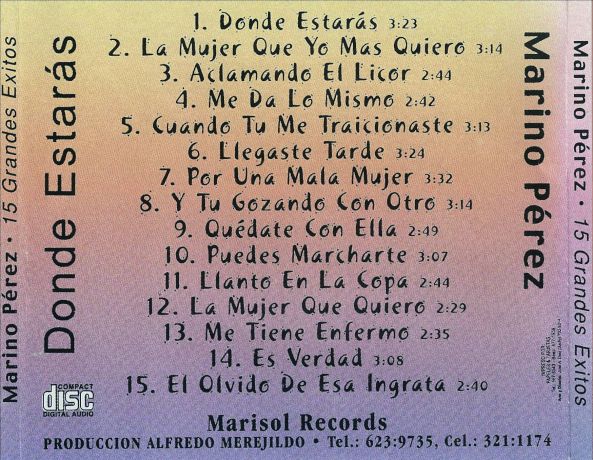 Marino Pérez • 15 Grandes Exitos
Donde Estarás
1. Donde Estarás 3:23
2. La Mujer Que Yo Mas Quiero 3:14
3. Aclamando El Licor 2:44
4. Me Da Lo Mismo 2:42
5. Cuando Tu Me Traicionaste 3:13
6. Llegaste Tarde 3:24
7. Por Una Mala Mujer 3:32
8. Y Tu Gozando Con Otro 3:14
9. Quédate Con Ella 2:49
10. Puedes Marcharte 3:07
11. Llanto En La Copa 2:44
12. La Mujer Que Quiero 2:29
13. Me Tiene Enfermo 2:35
14. Es Verdad 3:08
15. El Olvido De Esa Ingrata 2:40
Marino Pérez
Marino Pérez • 15 Grandes Exitos
COMPACT
disc
DIGITAL AUDIO
Marisol Records
PRODUCCION ALFREDO MEREJILDO • Tel.: 623:9735, Cel.: 321:1174